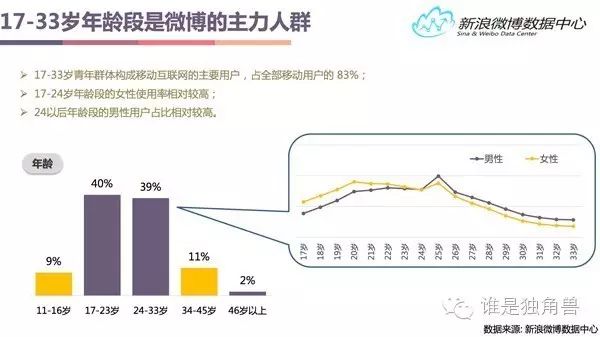 17-33岁年龄段是微博的主力人群
新浪微博数据中心
Sina & Weibo Data Center
17-33岁青年群体构成移动互联网的主要用户，占全部移动用户的 83%；
17-24岁年龄段的女性使用率相对较高；
24以后年龄段的男性用户占比相对较高。
年龄
9%
40%
39%
11%
2%
11-16岁
17-23岁
24-33岁
34-45岁
46岁以上
男性
女性
17岁
18岁
19岁
20岁
21岁
22岁
23岁
24岁
25岁
26岁
27岁
28岁
29岁
30岁
31岁
32岁
33岁
谁是独角兽
数据来源: 新浪微博数据中心